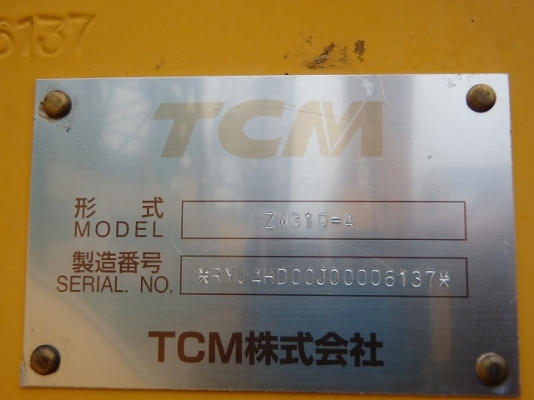 6137
TCM
形 式
MODEL
ZW310-A
製造番号
SERIAL. NO.
*RYU4HD00J00006137*
TCM株式会社